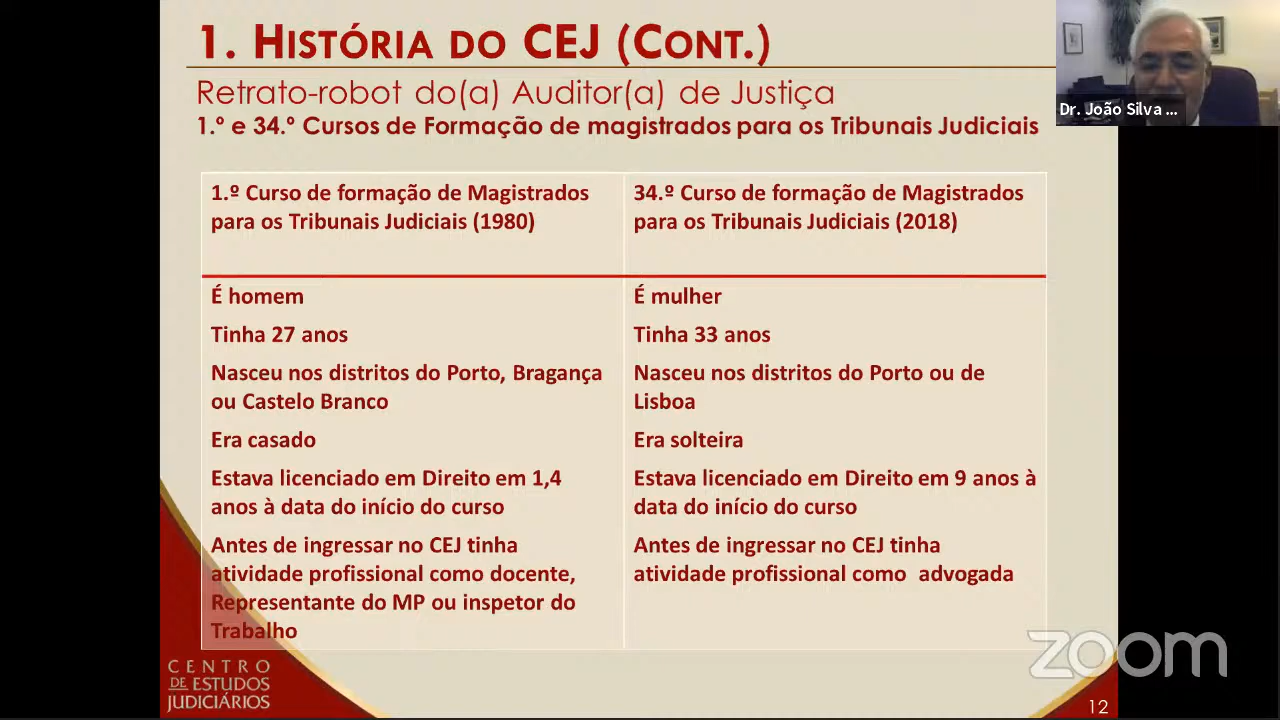 1. HISTÓRIA DO CEJ (CONT.)
Retrato-robot do(a) Auditor(a) de Justiça
1.º e 34.º Cursos de Formação de magistrados para os Tribunais Judiciais
Dr. João Silva ...
1.º Curso de formação de Magistrados
para os Tribunais Judiciais (1980)
34.º Curso de formação de Magistrados
para os Tribunais Judiciais (2018)
É homem
É mulher
Tinha 27 anos
Tinha 33 anos
Nasceu nos distritos do Porto, Bragança
ou Castelo Branco
Nasceu nos distritos do Porto ou de
Lisboa
Era casado
Era solteira
Estava licenciado em Direito em 1,4
anos à data do início do curso
Estava licenciado em Direito em 9 anos à
data do início do curso
Antes de ingressar no CEJ tinha
atividade profissional como docente,
Representante do MP ou inspetor do
Trabalho
Antes de ingressar no CEJ tinha
atividade profissional como advogada
CENTRO
DE ESTUDOS
JUDICIÁRIOS
zoom
12